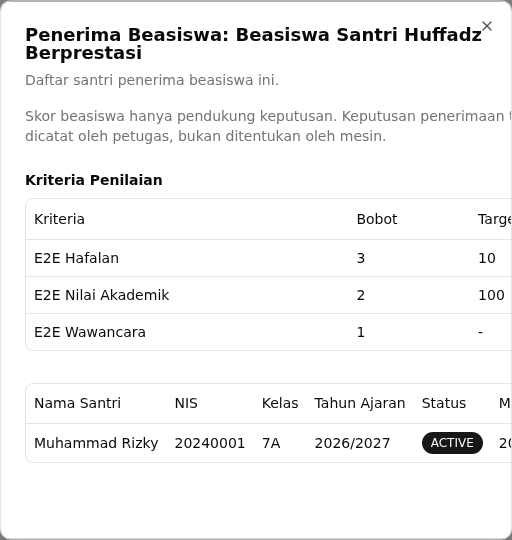 Penerima Beasiswa: Beasiswa Santri Huffadz
Berprestasi
Daftar santri penerima beasiswa ini.
Skor beasiswa hanya pendukung keputusan. Keputusan penerimaan
dicatat oleh petugas, bukan ditentukan oleh mesin.
Kriteria Penilaian
Kriteria Bobot
E2E Hafalan 3 10
E2E Nilai Akademik 2 100
E2E Wawancara 1 -
Nama Santri NIS Kelas Tahun Ajaran Status
Muhammad Rizky 20240001 7A 2026/2027 ACTIVE